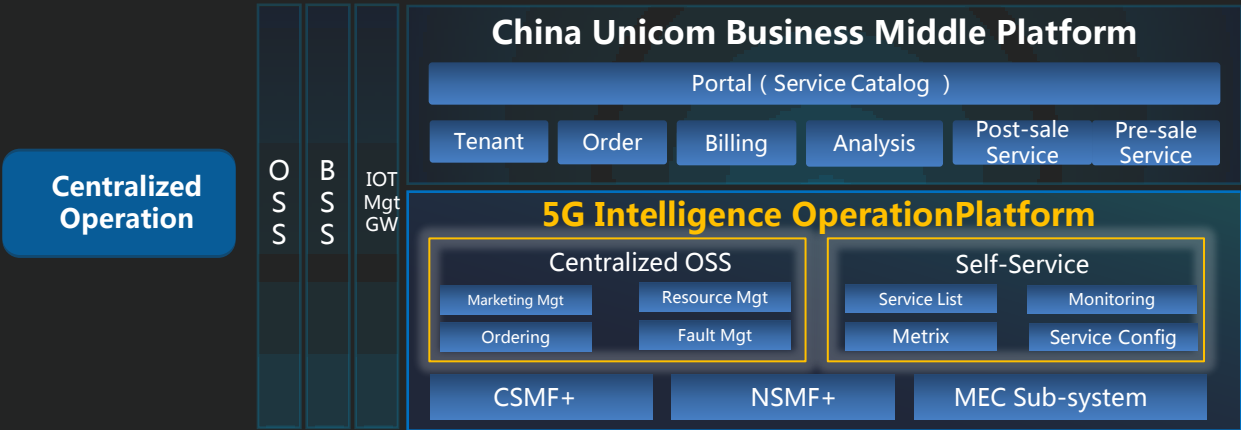 China Unicom Business Middle Platform
Portal ( Service Catalog )
Tenant
Order
Billing
Analysis
Post-sale
Service
Pre-sale
Service
Centralized
Operation
O
S
S
B
S
S
IOT
Mgt
GW
5G Intelligence OperationPlatform
Centralized OSS
Marketing Mgt
Resource Mgt
Ordering
Fault Mgt
Self-Service
Service List
Monitoring
Metrix
Service Config
CSMF+
NSMF+
MEC Sub-system